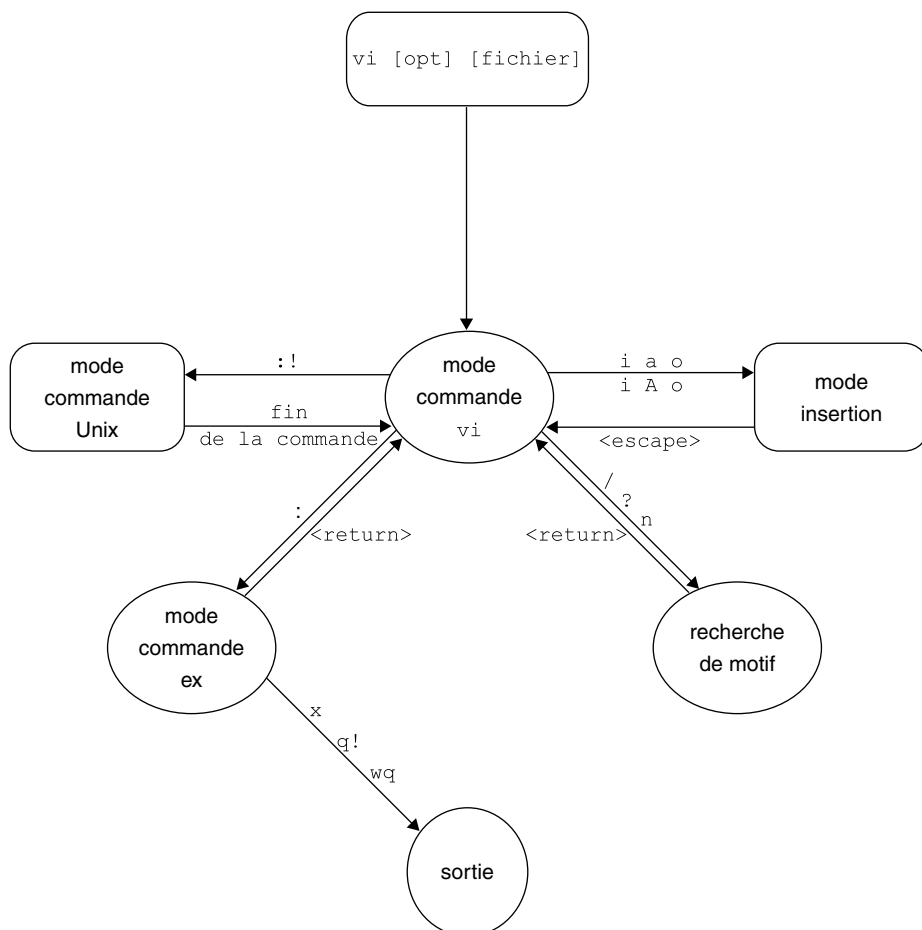 vi [opt] [fichier]
:!
mode
commande
Unix
fin
de la commande
mode
commande
vi
i a o
i A o
<escape>
mode
insertion
:
<return>
/
?
n
<return>
mode
commande
ex
recherche
de motif
x
q!
wq
sortie